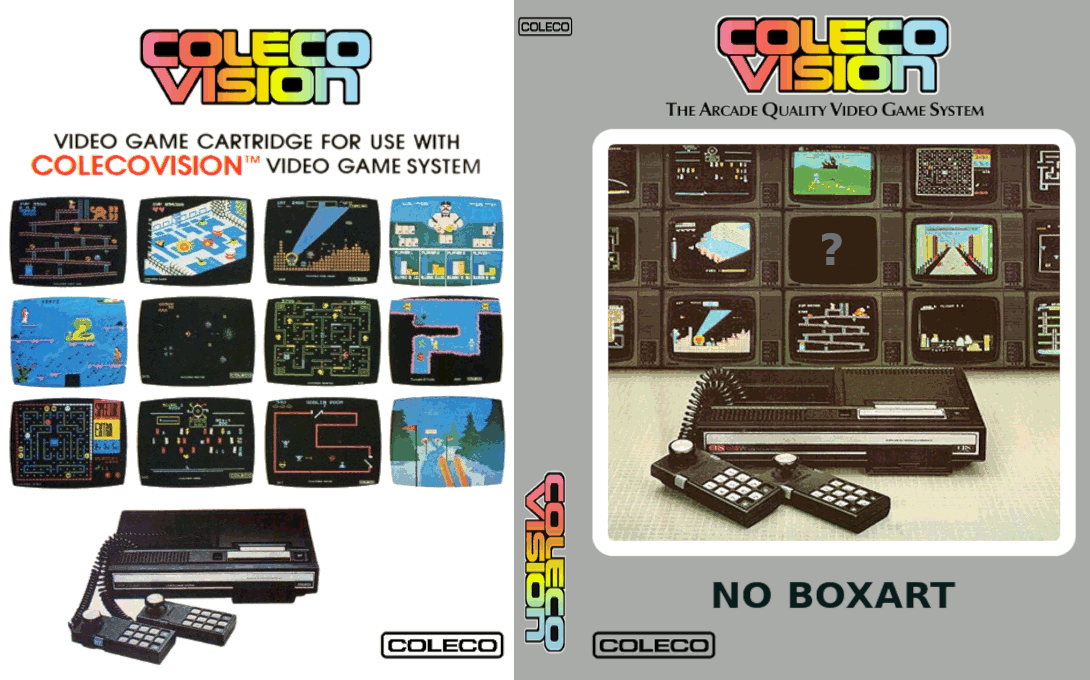 COLECO
VISION
VIDEO GAME CARTRIDGE FOR USE WITH
COLECOVISION™ VIDEO GAME SYSTEM
COLECO
COLECO
COLECO
VISION
COLECO
VISION
THE ARCADE QUALITY VIDEO GAME SYSTEM
?
NO BOXART
COLECO